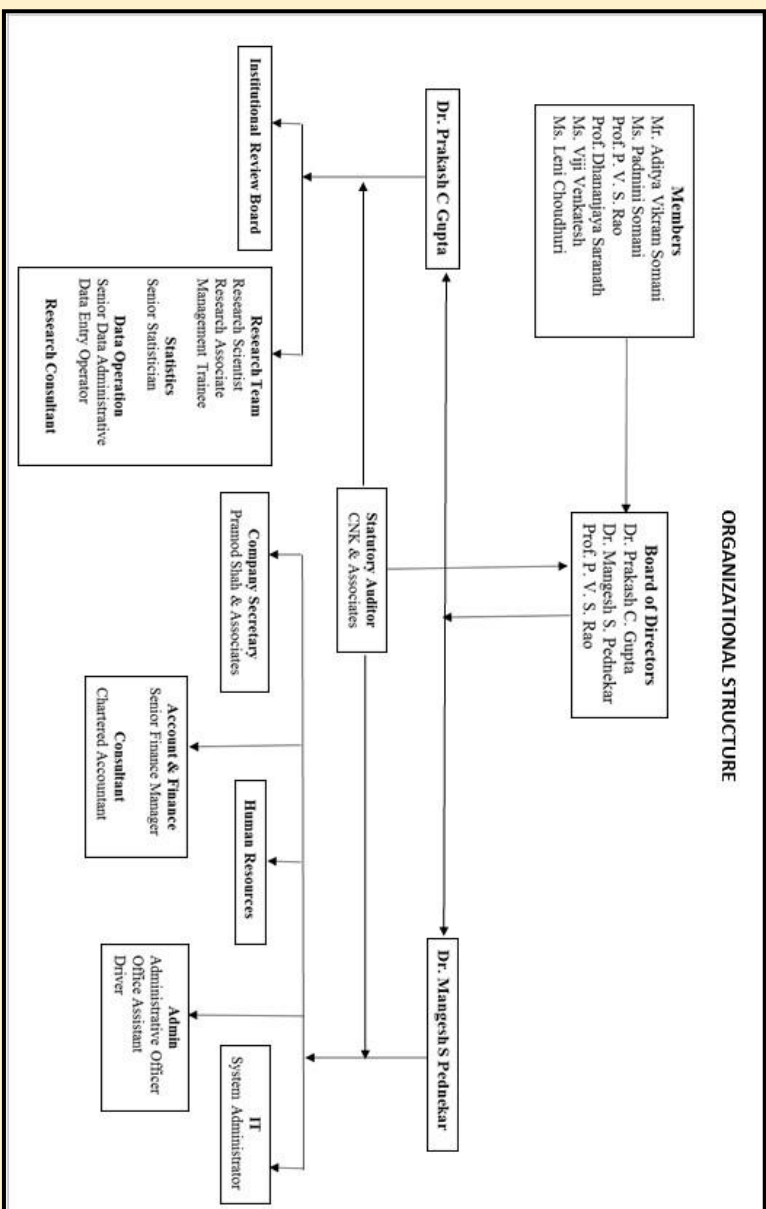 ORGANIZATIONAL STRUCTURE
Members
Mr. Aditya Vikram Somani
Ms. Padmini Somani
Prof. P. V. S. Rao
Prof. Dhananjaya Saranath
Ms. Viji Venkatesh
Ms. Leni Choudhuri
Board of Directors
Dr. Prakash C. Gupta
Dr. Mangesh S. Pednekar
Prof. P. V. S. Rao
Dr. Prakash C Gupta
Dr. Mangesh S Pednekar
Statutory Auditor
CNK & Associates
Institutional Review Board
Research Team
Research Scientist
Research Associate
Management Trainee
Statistics
Senior Statistician
Data Operation
Senior Data Administrative
Data Entry Operator
Research Consultant
Company Secretary
Pramod Shah & Associates
Account & Finance
Senior Finance Manager
Consultant
Chartered Accountant
Human Resources
Admin
Administrative Officer
Office Assistant
Driver
IT
System Administrator